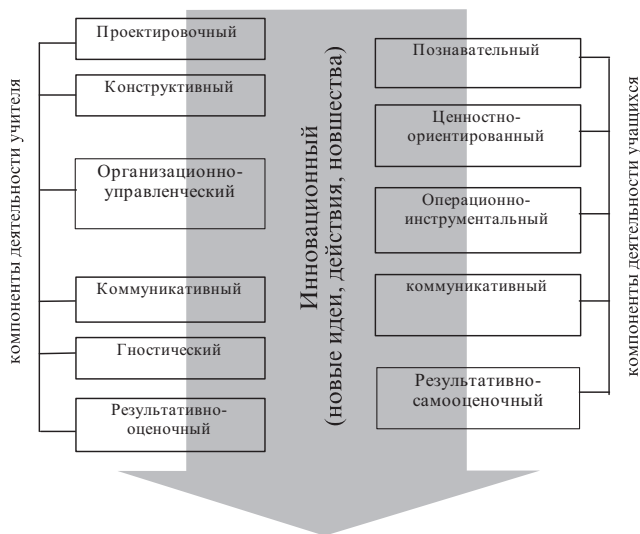 компоненты деятельности учителя
Проектировочный
Конструктивный
Организационно-
управленческий
Коммуникативный
Гностический
Результативно-
оценочный
Инновационный
(новые идеи, действия, новшества)
Познавательный
Ценностно-
ориентированный
Операционно-
инструментальный
коммуникативный
Результативно-
самооценочный
компоненты деятельности учащихся